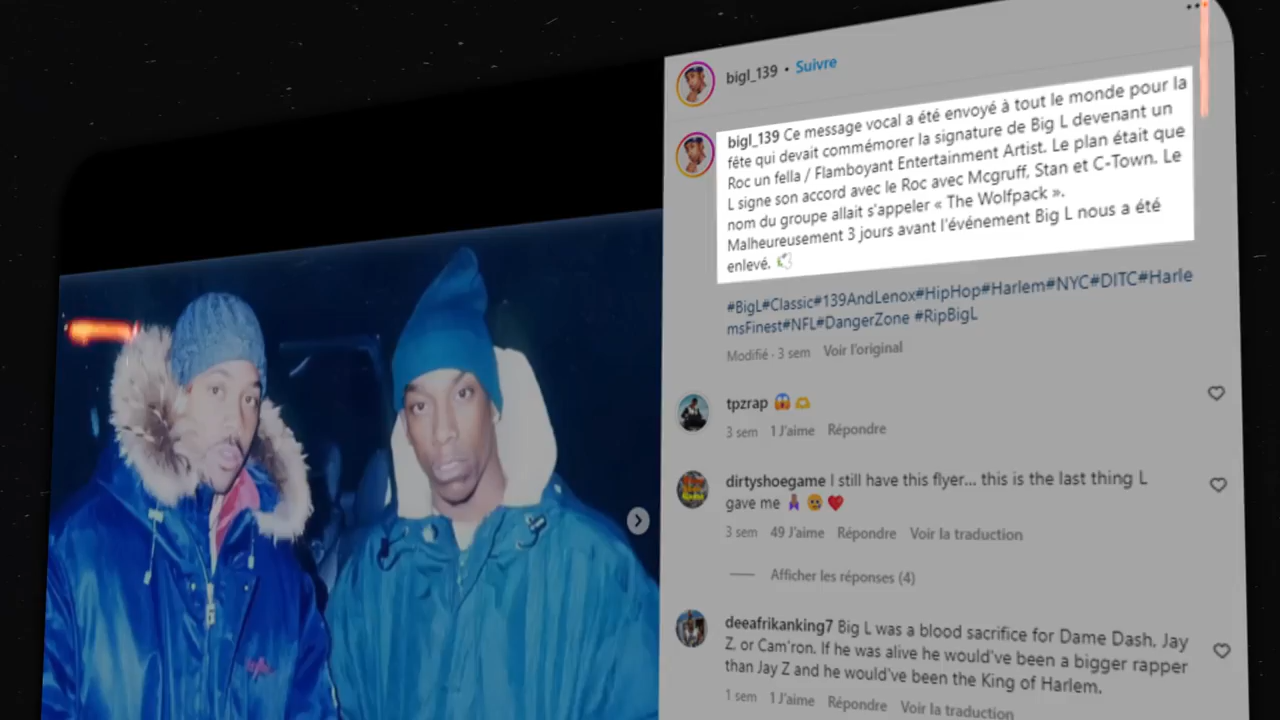 bigl_139 • Suivre
bigl_139 Ce message vocal a été envoyé à tout le monde pour la
fête qui devait commémorer la signature de Big L devenant un
Roc un fella / Flamboyant Entertainment Artist. Le plan était que
L signe son accord avec le Roc avec Mcgruff, Stan et C-Town. Le
nom du groupe allait s'appeler « The Wolfpack ».
Malheureusement 3 jours avant l'événement Big L nous a été
enlevé. 🕊️
#BigL#Classic#139AndLenox#HipHop#Harlem#NYC#DITC#Harle
msFinest#NFL#DangerZone #RipBigL
Modifié · 3 sem Voir l'original
tpzrap 😱🫶
3 sem 1 J'aime Répondre
dirtyshoegame I still have this flyer... this is the last thing L
gave me
3 sem 49 J'aime Répondre Voir la traduction
Afficher les réponses (4)
deeafrikanking7 Big L was a blood sacrifice for Dame Dash, Jay
Z, or Cam'ron. If he was alive he would've been a bigger rapper
than Jay Z and he would've been the King of Harlem.
1 sem 1 J'aime Répondre Voir la traduction